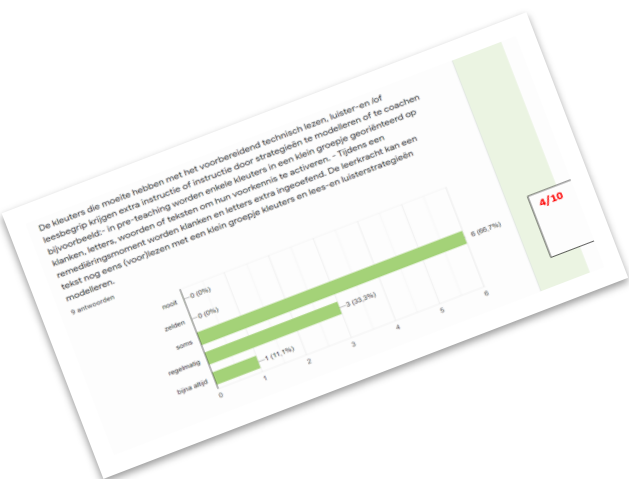 De kleuters die moeite hebben met het voorbereidend technisch lezen, luister-en /of
leesbegrip krijgen extra instructie of instructie door strategieën te modelleren of te coachen
bijvoorbeeld:- in pre-teaching worden enkele kleuters in een klein groepje georiënteerd op
klanken, letters, woorden of teksten om hun voorkennis te activeren. - Tijdens een
remediëringsmoment worden klanken en letters extra ingeoefend. De leerkracht kan een
tekst nog eens (voor)lezen met een klein groepje kleuters en lees-en luisterstrategieën
modelleren.
9 antwoorden
nooit 0 (0%)
zelden 0 (0%)
soms 6 (66,7%)
regelmatig 3 (33,3%)
bijna altijd 1 (11,1%)
0 1 2 3 4 5 6
4/10